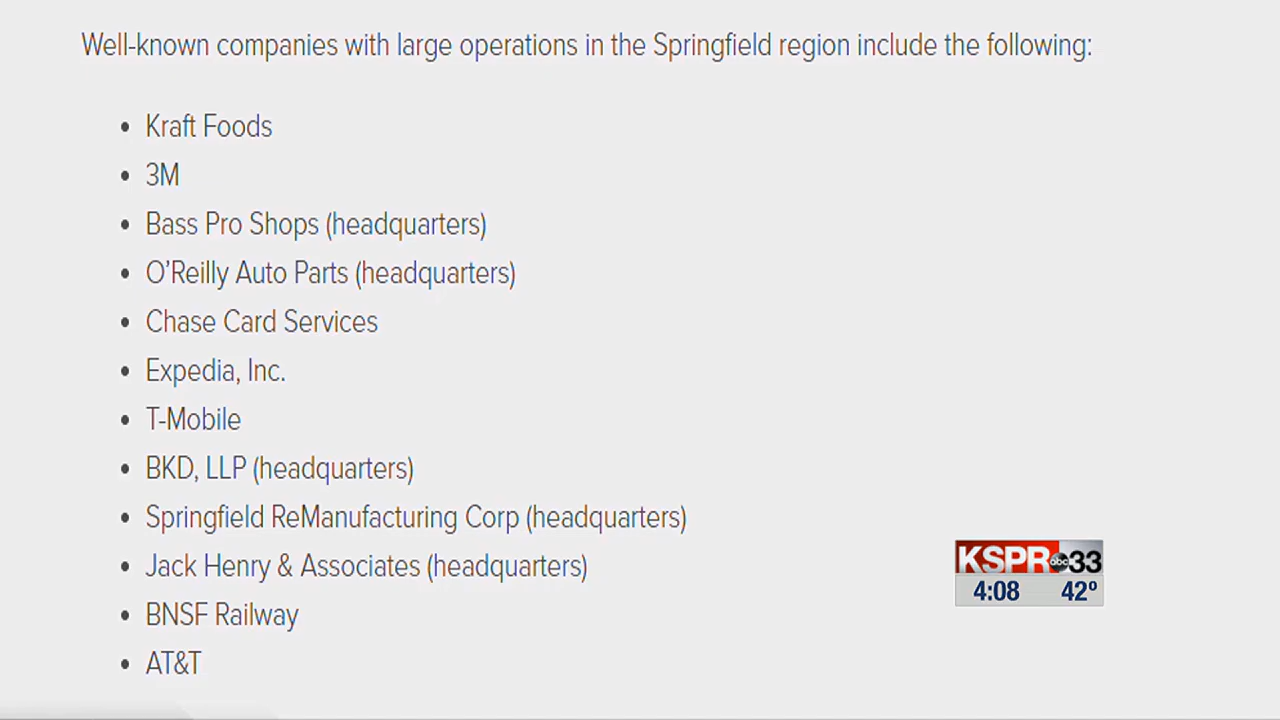 Well-known companies with large operations in the Springfield region include the following:
• Kraft Foods
• 3M
• Bass Pro Shops (headquarters)
• O’Reilly Auto Parts (headquarters)
• Chase Card Services
• Expedia, Inc.
• T-Mobile
• BKD, LLP (headquarters)
• Springfield ReManufacturing Corp (headquarters)
• Jack Henry & Associates (headquarters)
• BNSF Railway
• AT&T
KSPR abc 33
4:08 42º